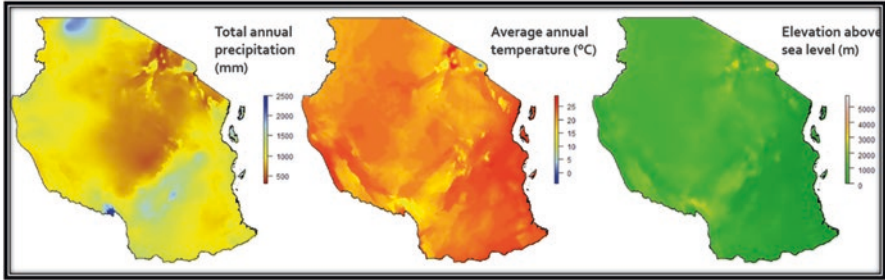 Total annual
precipitation
(mm)
2500
2000
1500
1000
500
Average annual
temperature (ºC)
25
20
15
10
5
0
Elevation above
sea level (m)
5000
4000
3000
2000
1000
0